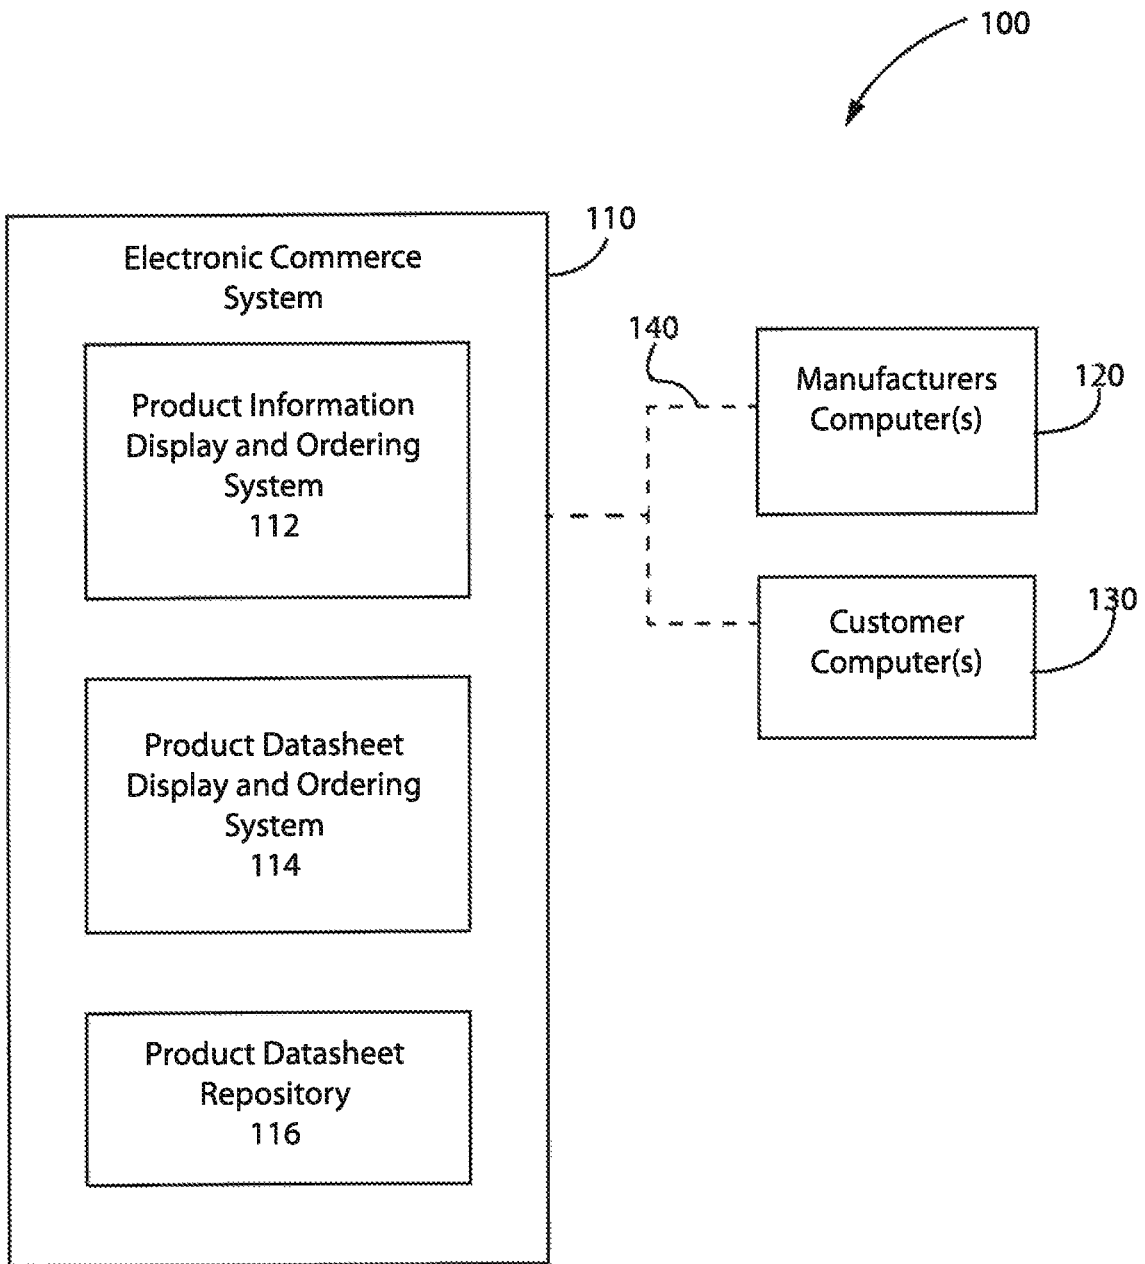 100
110
Electronic Commerce
System
Product Information
Display and Ordering
System
112
Product Datasheet
Display and Ordering
System
114
Product Datasheet
Repository
116
140
Manufacturers
Computer(s)
120
Customer
Computer(s)
130